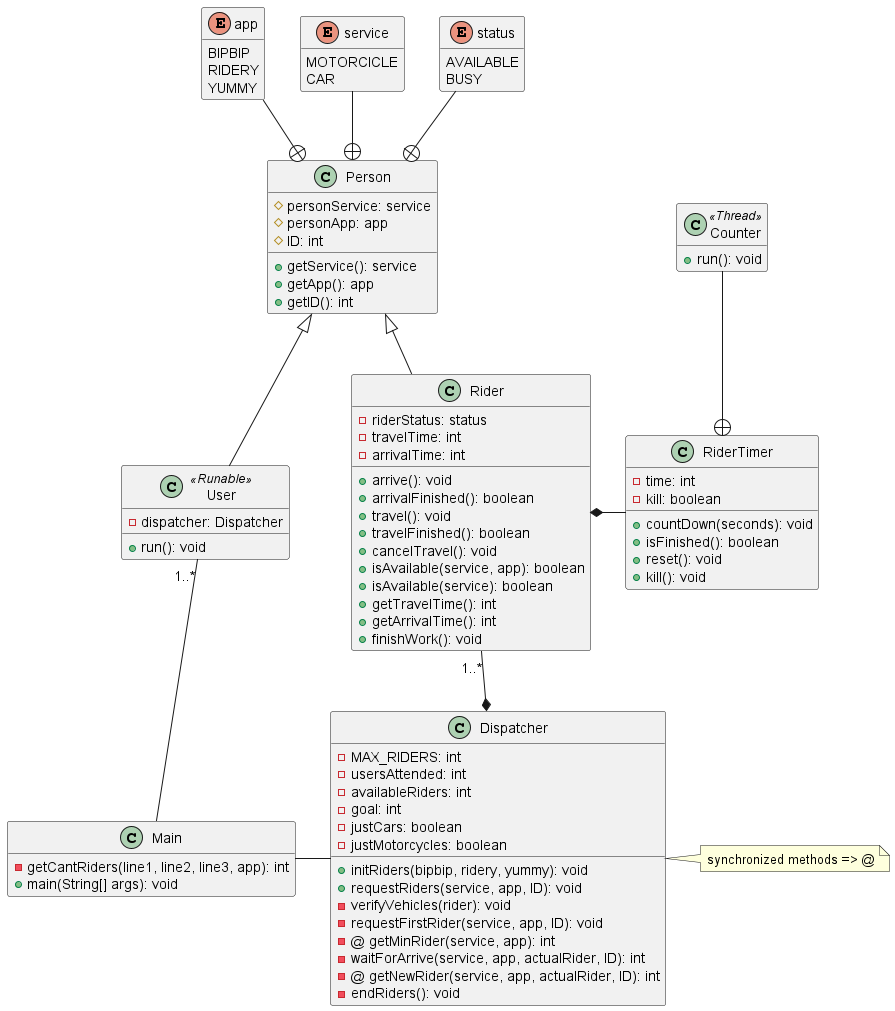 E app
BIPBIP
RIDERY
YUMMY
E service
MOTORCICLE
CAR
E status
AVAILABLE
BUSY
C Person
personService: service
personApp: app
ID: int
getService(): service
getApp(): app
getID(): int
C «Thread»
Counter
run(): void
C Rider
riderStatus: status
travelTime: int
arrivalTime: int
arrive(): void
arrivalFinished(): boolean
travel(): void
travelFinished(): boolean
cancelTravel(): void
isAvailable(service, app): boolean
isAvailable(service): boolean
getTravelTime(): int
getArrivalTime(): int
finishWork(): void
C RiderTimer
time: int
kill: boolean
countDown(seconds): void
isFinished(): boolean
reset(): void
kill(): void
C «Runable»
User
dispatcher: Dispatcher
run(): void
1..*
1..*
C Dispatcher
MAX_RIDERS: int
usersAttended: int
availableRiders: int
goal: int
justCars: boolean
justMotorcycles: boolean
initRiders(bipbip, ridery, yummy): void
requestRiders(service, app, ID): void
verifyVehicles(rider): void
requestFirstRider(service, app, ID): void
@ getMinRider(service, app): int
waitForArrive(service, app, actualRider, ID): int
@ getNewRider(service, app, actualRider, ID): int
endRiders(): void
C Main
getCantRiders(line1, line2, line3, app): int
main(String[] args): void
synchronized methods => @